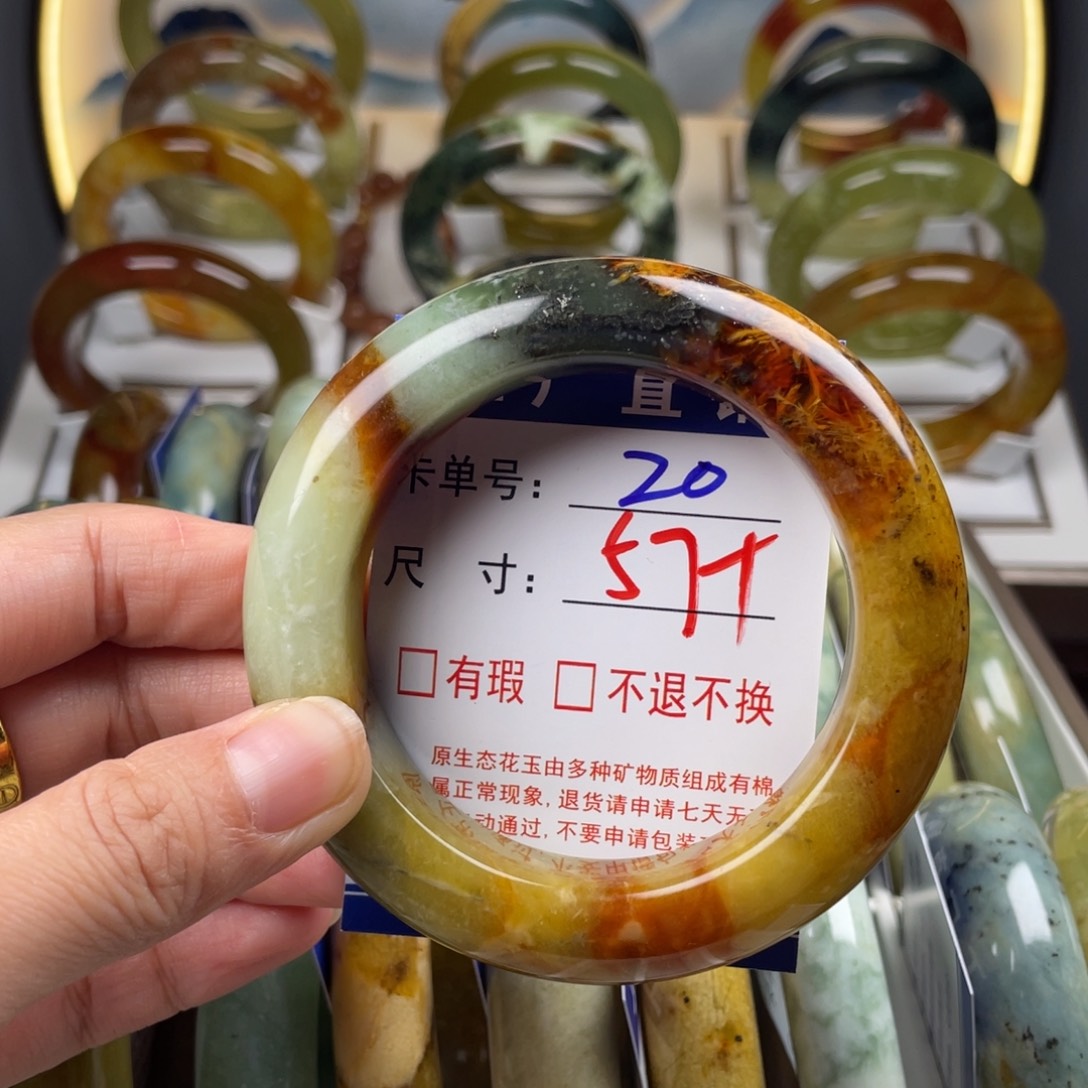 直
卡单号： 20
尺 寸： 57+
□有瑕 □不退不换
原生态花玉由多种矿物质组成有棉
属正常现象，退货请申请七天无
动通过，不要申请包装